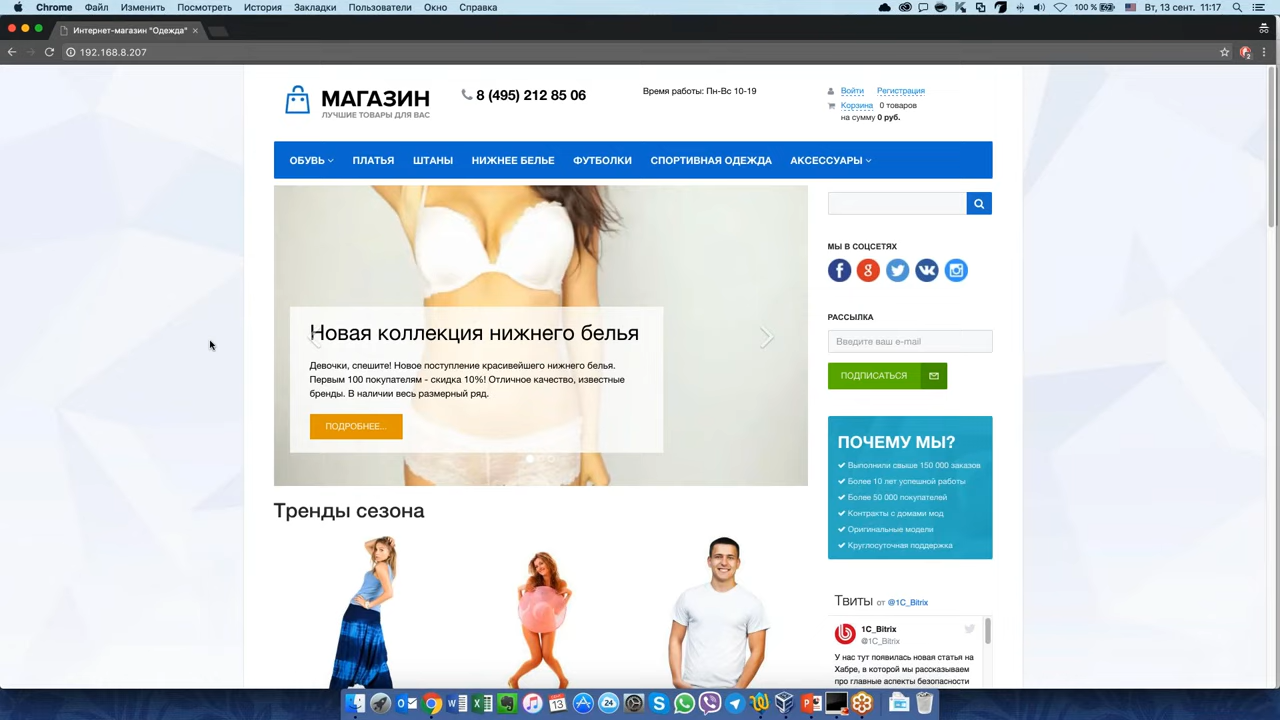 Chrome Файл Изменить Посмотреть История Закладки Пользователи Окно Справка 100 % Вт, 13 сент. 11:17
Интернет-магазин "Одежда"
192.168.8.207
МАГАЗИН
ЛУЧШИЕ ТОВАРЫ ДЛЯ ВАС
8 (495) 212 85 06
Время работы: Пн-Вс 10-19
Войти Регистрация
Корзина 0 товаров
на сумму 0 руб.
ОБУВЬ ПЛАТЬЯ ШТАНЫ НИЖНЕЕ БЕЛЬЕ ФУТБОЛКИ СПОРТИВНАЯ ОДЕЖДА АКСЕССУАРЫ
Новая коллекция нижнего белья
Девочки, спешите! Новое поступление красивейшего нижнего белья.
Первым 100 покупателям - скидка 10%! Отличное качество, известные
бренды. В наличии весь размерный ряд.
ПОДРОБНЕЕ...
Тренды сезона
МЫ В СОЦСЕТЯХ
РАССЫЛКА
Введите ваш e-mail
ПОДПИСАТЬСЯ
ПОЧЕМУ МЫ?
Выполнили свыше 150 000 заказов
Более 10 лет успешной работы
Более 50 000 покупателей
Контракты с домами мод
Оригинальные модели
Круглосуточная поддержка
Твиты от @1C_Bitrix
1C_Bitrix
@1C_Bitrix
У нас тут появилась новая статья на
Хабре, в которой мы рассказываем
про главные аспекты безопасности